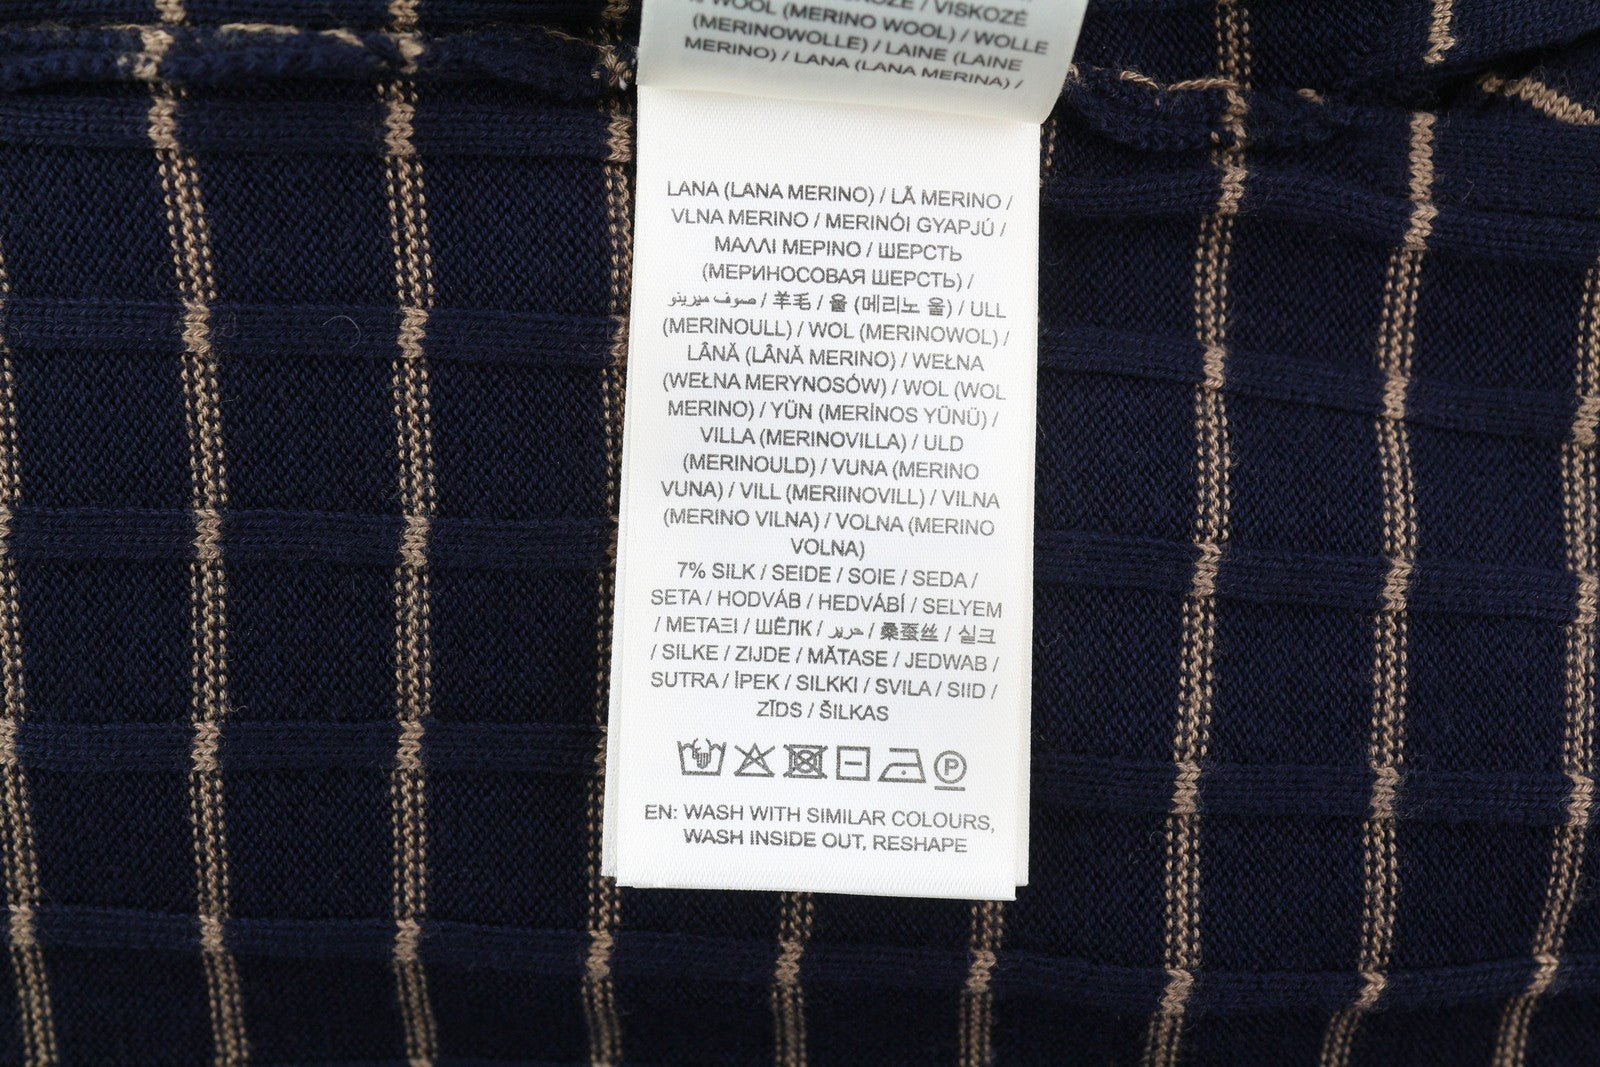 VISKOZĖ
WOOL (MERINO WOOL) / WOLLE
(MERINOWOLLE) / LAINE (LAINE
MERINO) / LANA (LANA MERINA) /
LANA (LANA MERINO) / LÃ MERINO /
VLNA MERINO / MERINÓI GYAPJÚ /
ΜΑΛΛΙ ΜΕΡΙΝΟ / ШЕРСТЬ
(МЕРИНОСОВАЯ ШЕРСТЬ) /
صوف ميرينو / 羊毛 / 울 (메리노 울) / ULL
(MERINOULL) / WOL (MERINOWOL) /
LÂNĂ (LÂNĂ MERINO) / WEŁNA
(WEŁNA MERYNOSÓW) / WOL (WOL
MERINO) / YÜN (MERİNOS YÜNÜ) /
VILLA (MERINOVILLA) / ULD
(MERINOULD) / VUNA (MERINO
VUNA) / VILL (MERIINOVILL) / VILNA
(MERINO VILNA) / VOLNA (MERINO
VOLNA)
7% SILK / SEIDE / SOIE / SEDA /
SETA / HODVÁB / HEDVÁBÍ / SELYEM
/ ΜΕΤΑΞΙ / ШЁЛК / حرير / 桑蚕丝 / 실크
/ SILKE / ZIJDE / MĂTASE / JEDWAB /
SUTRA / İPEK / SILKKI / SVILA / SIID /
ZĪDS / ŠILKAS
P
EN: WASH WITH SIMILAR COLOURS,
WASH INSIDE OUT, RESHAPE